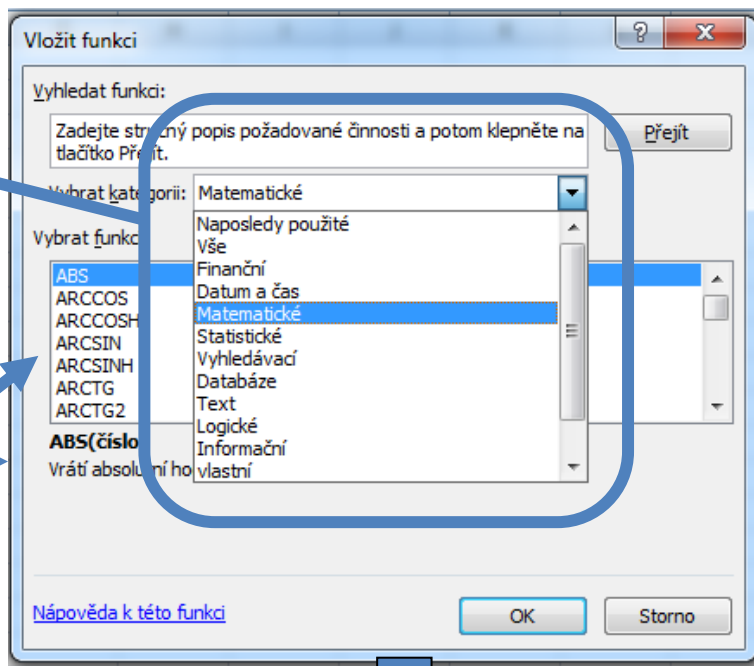 Vložit funkci
Vyhledat funkci:
Zadejte stručný popis požadované činnosti a potom klepněte na
tlačítko Přejít.
Přejít
Vybrat kategorii: Matematické
Naposledy použité
Vše
Finanční
Datum a čas
Matematické
Statistické
Vyhledávací
Databáze
Text
Logické
Informační
vlastní
Vybrat funkc
ABS
ARCCOS
ARCCOSH
ARCSIN
ARCSINH
ARCTG
ARCTG2
ABS(číslo
Vrátí absolutní ho
Nápověda k této funkci
OK
Storno